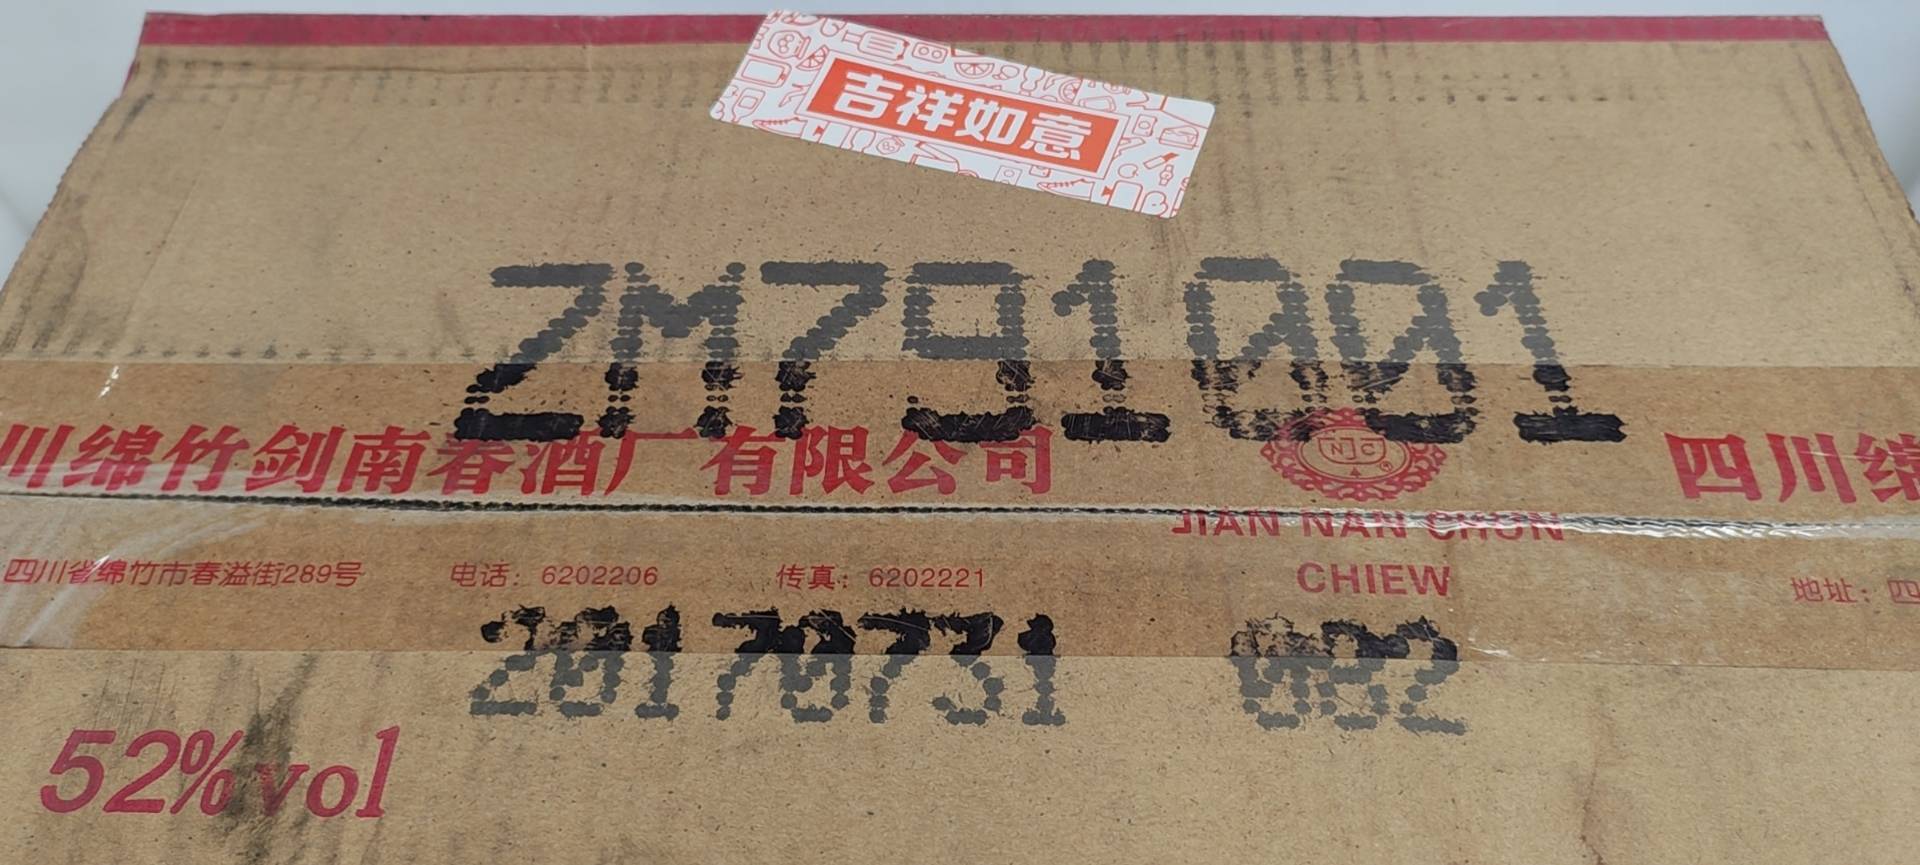 吉祥如意
ZM791001
川绵竹剑南春酒厂有限公司
NJC
四川绵
JIAN NAN CHUN
CHIEW
四川省绵竹市春溢街289号 电话：6202206 传真：6202221
地址：四
20170731 002
52%vol